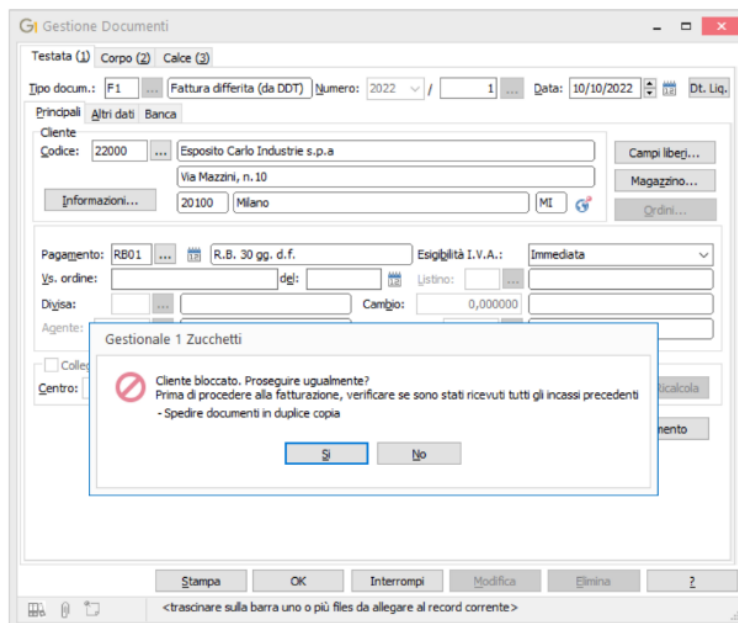 Gestione Documenti
Testata (1) Corpo (2) Calce (3)
Tipo docum.: F1 ... Fattura differita (da DDT) Numero: 2022 / 1 ... Data: 10/10/2022 Dt. Liq.
Principali Altri dati Banca
Cliente
Codice: 22000 ... Esposito Carlo Industrie s.p.a Campi liberi...
Via Mazzini, n.10 Magazzino...
Informazioni... 20100 Milano MI Ordini...
Pagamento: RB01 ... R.B. 30 gg. d.f. Esigibilità I.V.A.: Immediata
Vs. ordine: del: Listino: ...
Divisa: ... Cambio: 0,000000
Agente:
Gestionale 1 Zucchetti
Colleg
Cliente bloccato. Proseguire ugualmente?
Centro: Ricalcola
Prima di procedere alla fatturazione, verificare se sono stati ricevuti tutti gli incassi precedenti
- Spedire documenti in duplice copia
mento
Si No
Stampa OK Interrompi Modifica Elimina ?
<trascinare sulla barra uno o più files da allegare al record corrente>